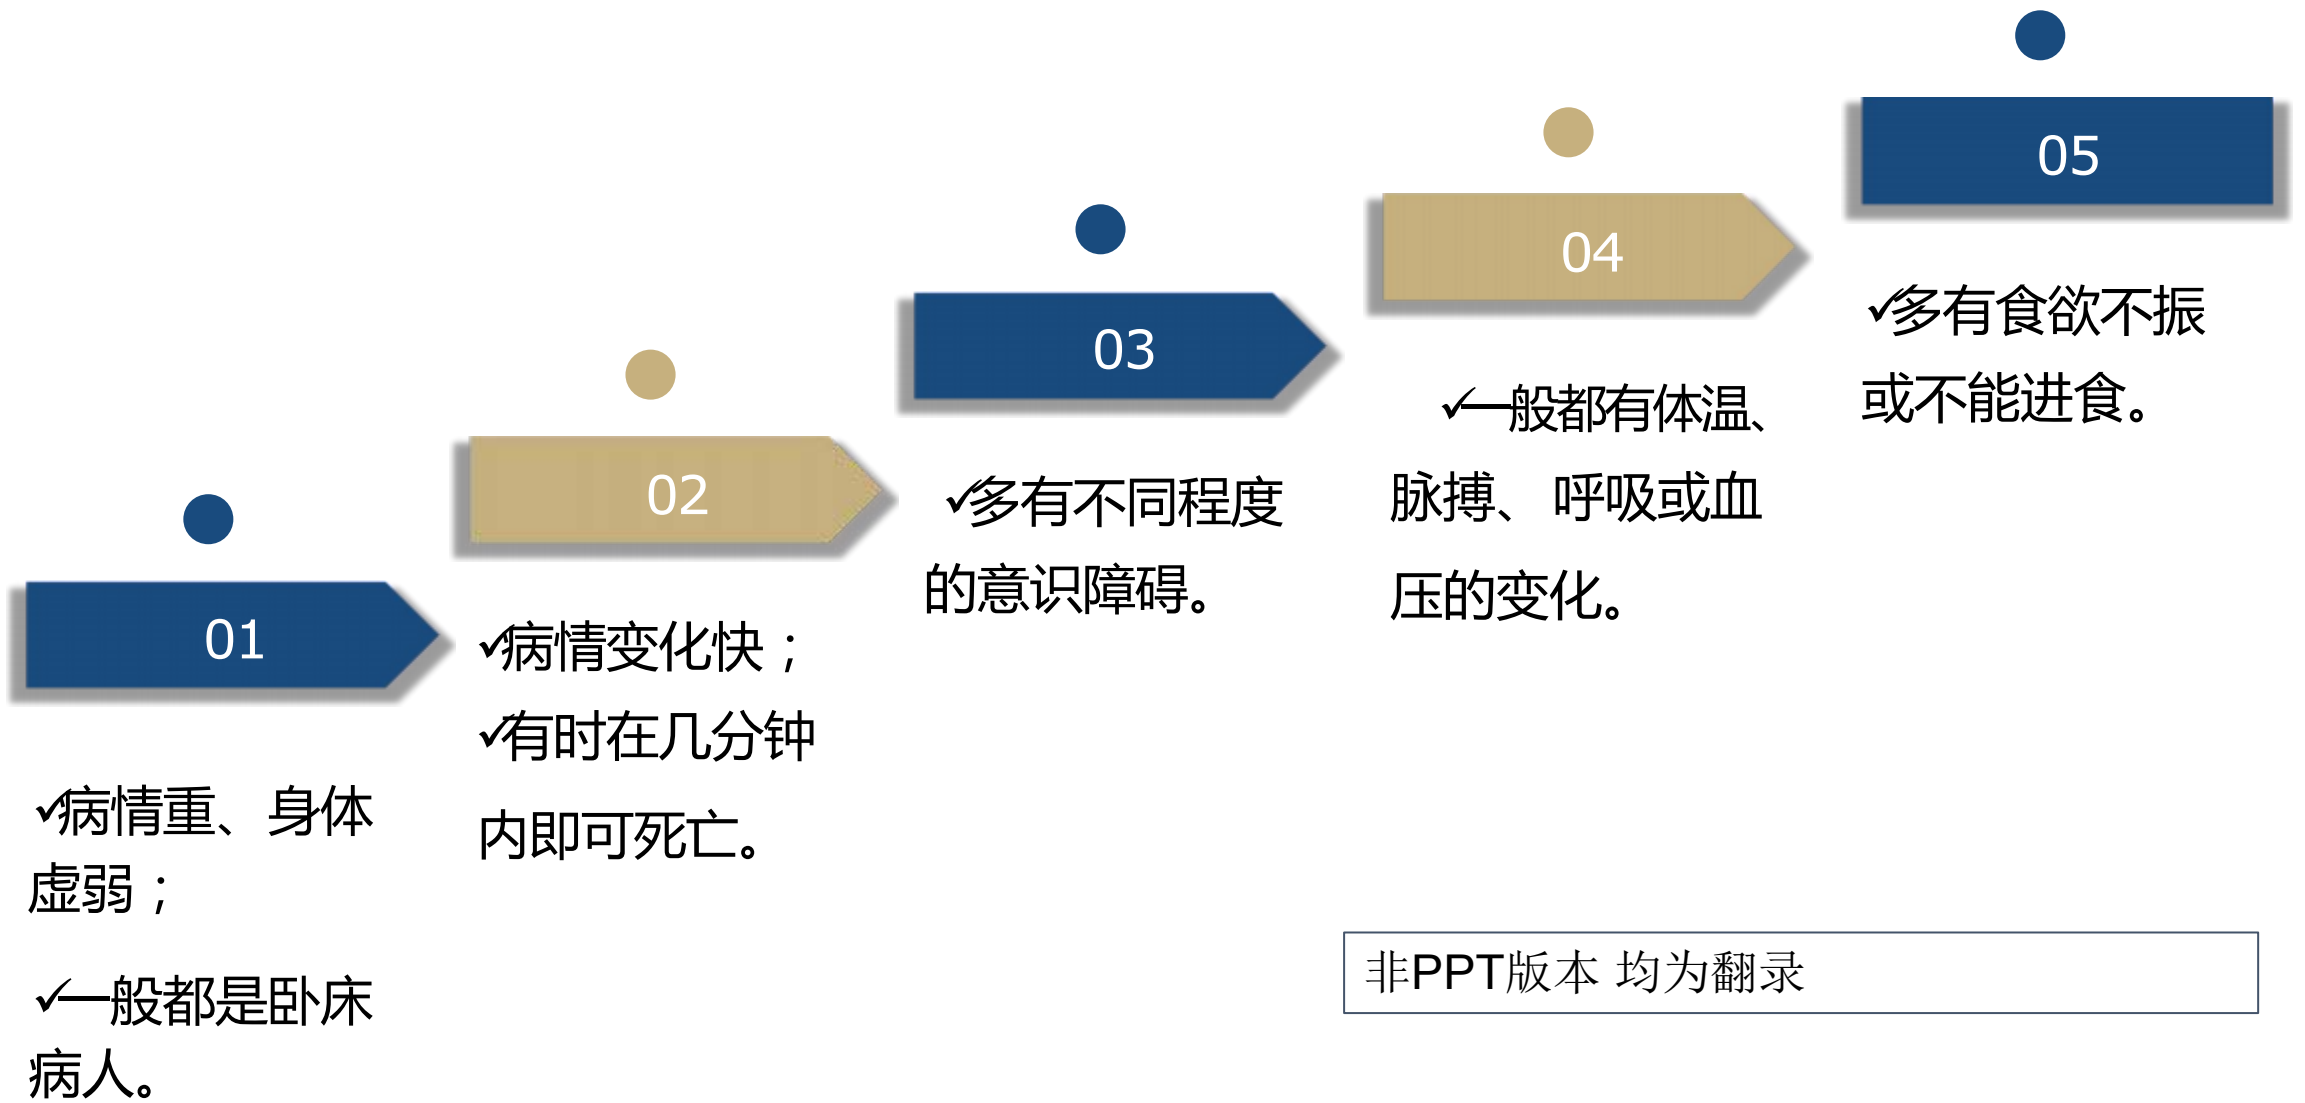 01
✓病情重、身体
虚弱；
✓一般都是卧床
病人。
02
✓病情变化快；
✓有时在几分钟
内即可死亡。
03
✓多有不同程度
的意识障碍。
04
✓一般都有体温、
脉搏、呼吸或血
压的变化。
05
✓多有食欲不振
或不能进食。
非PPT版本 均为翻录